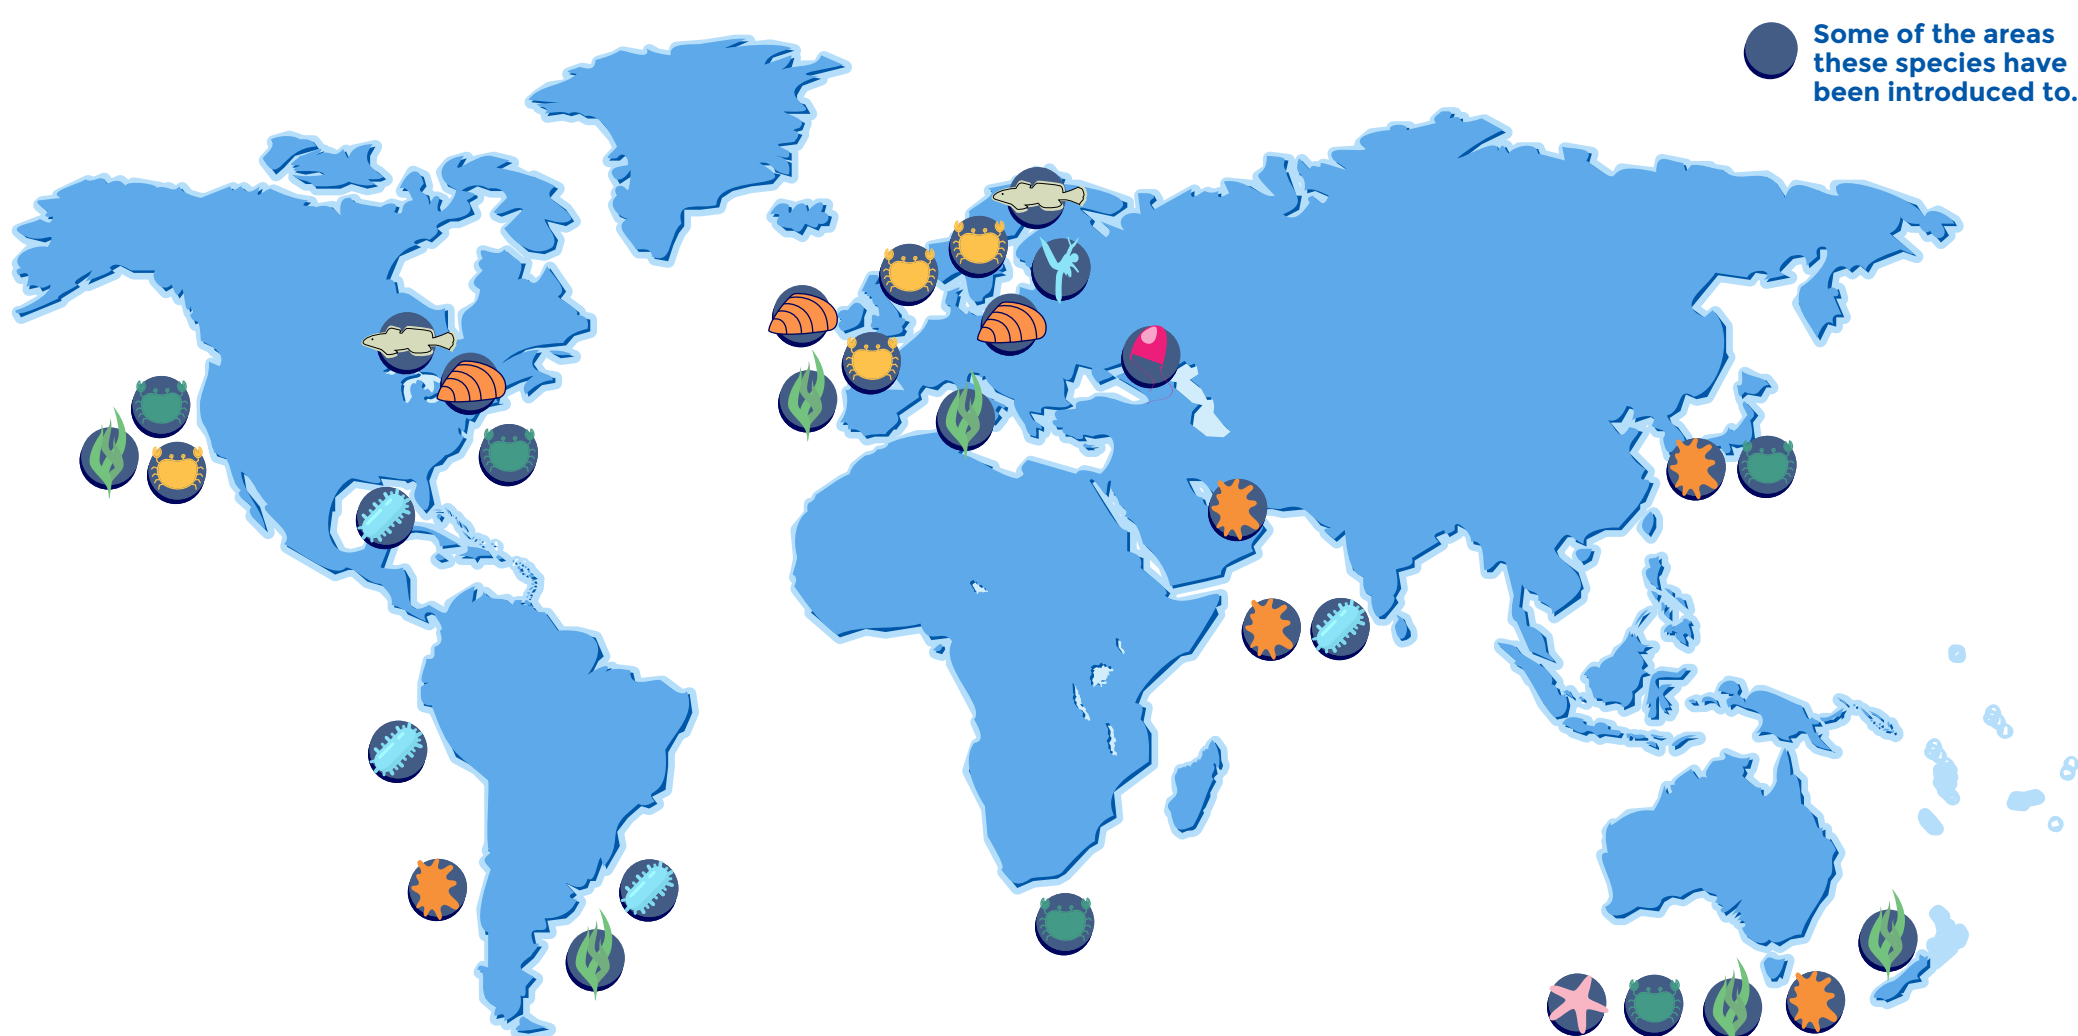 Some of the areas
these species have
been introduced to.